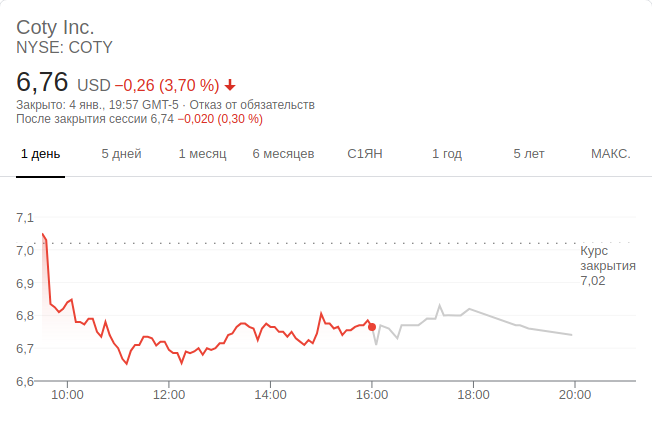 Coty Inc.
NYSE: COTY
6,76 USD −0,26 (3,70 %)
Закрыто: 4 янв., 19:57 GMT-5 · Отказ от обязательств
После закрытия сессии 6,74 −0,020 (0,30 %)
1 день 5 дней 1 месяц 6 месяцев С1ЯН 1 год 5 лет МАКС.
7,1
7,0
Курс
закрытия
7,02
6,9
6,8
6,7
6,6
10:00 12:00 14:00 16:00 18:00 20:00